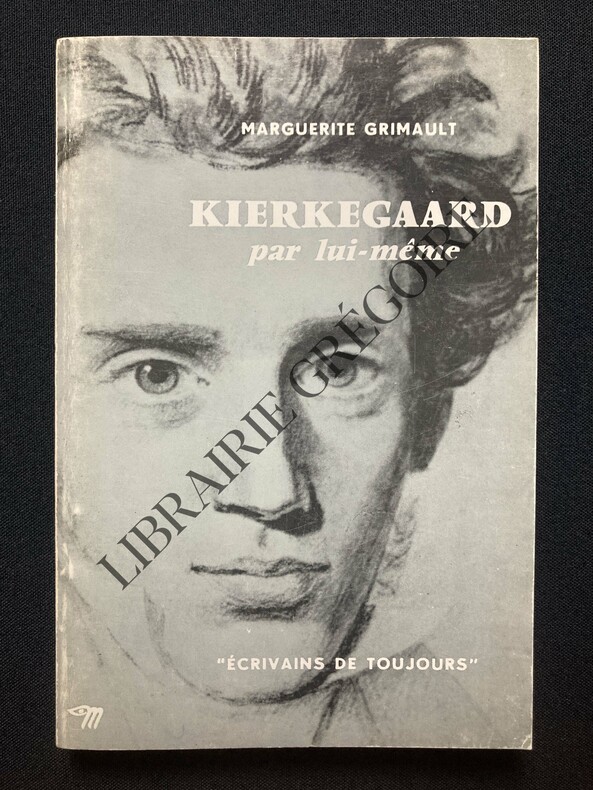 MARGUERITE GRIMAULT
KIERKEGAARD
par lui-même
LIBRAIRIE GRÉGOIRE
"ÉCRIVAINS DE TOUJOURS"